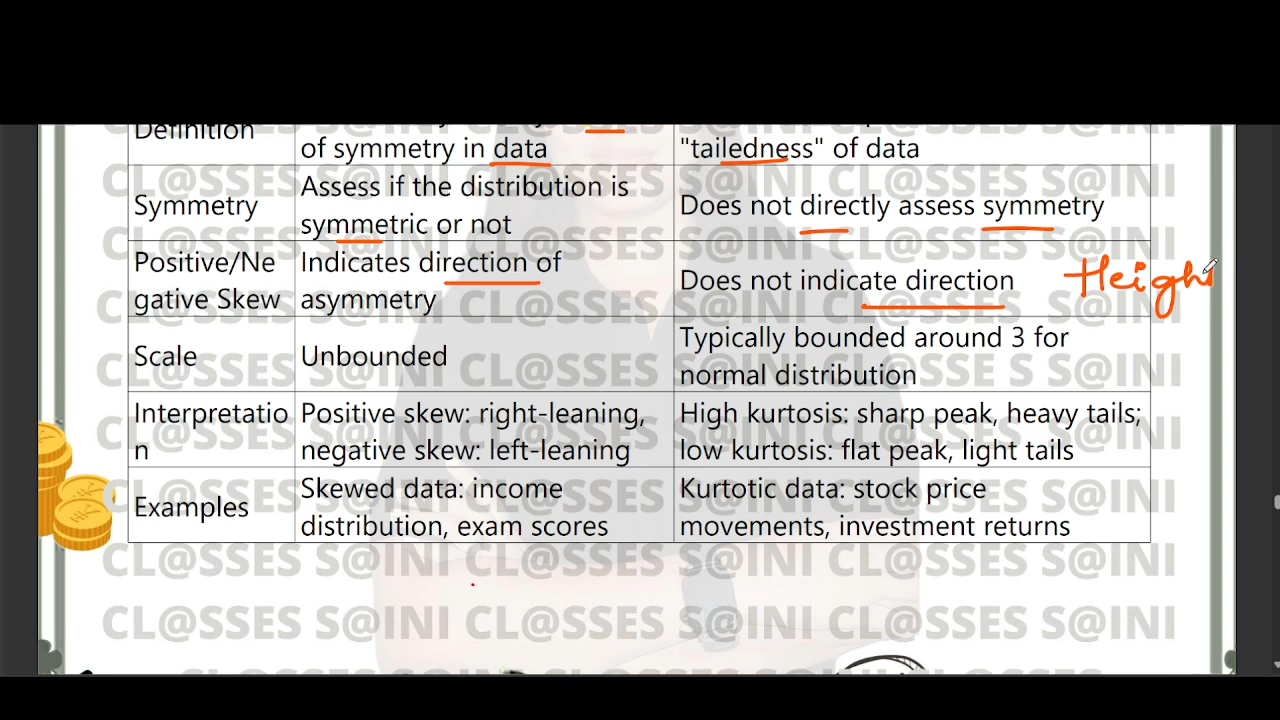 Definition
of symmetry in data
"tailedness" of data
Symmetry
Assess if the distribution is
symmetric or not
Does not directly assess symmetry
Positive/Ne
gative Skew
Indicates direction of
asymmetry
Does not indicate direction
Heigh
Scale
Unbounded
Typically bounded around 3 for
normal distribution
Interpretatio
n
Positive skew: right-leaning,
negative skew: left-leaning
High kurtosis: sharp peak, heavy tails;
low kurtosis: flat peak, light tails
Examples
Skewed data: income
distribution, exam scores
Kurtotic data: stock price
movements, investment returns
CL@SSES S@INI CL@SSES S@INI CL@SSES S@INI
CL@SSES S@INI CL@SSES S@INI CL@SSES S@INI